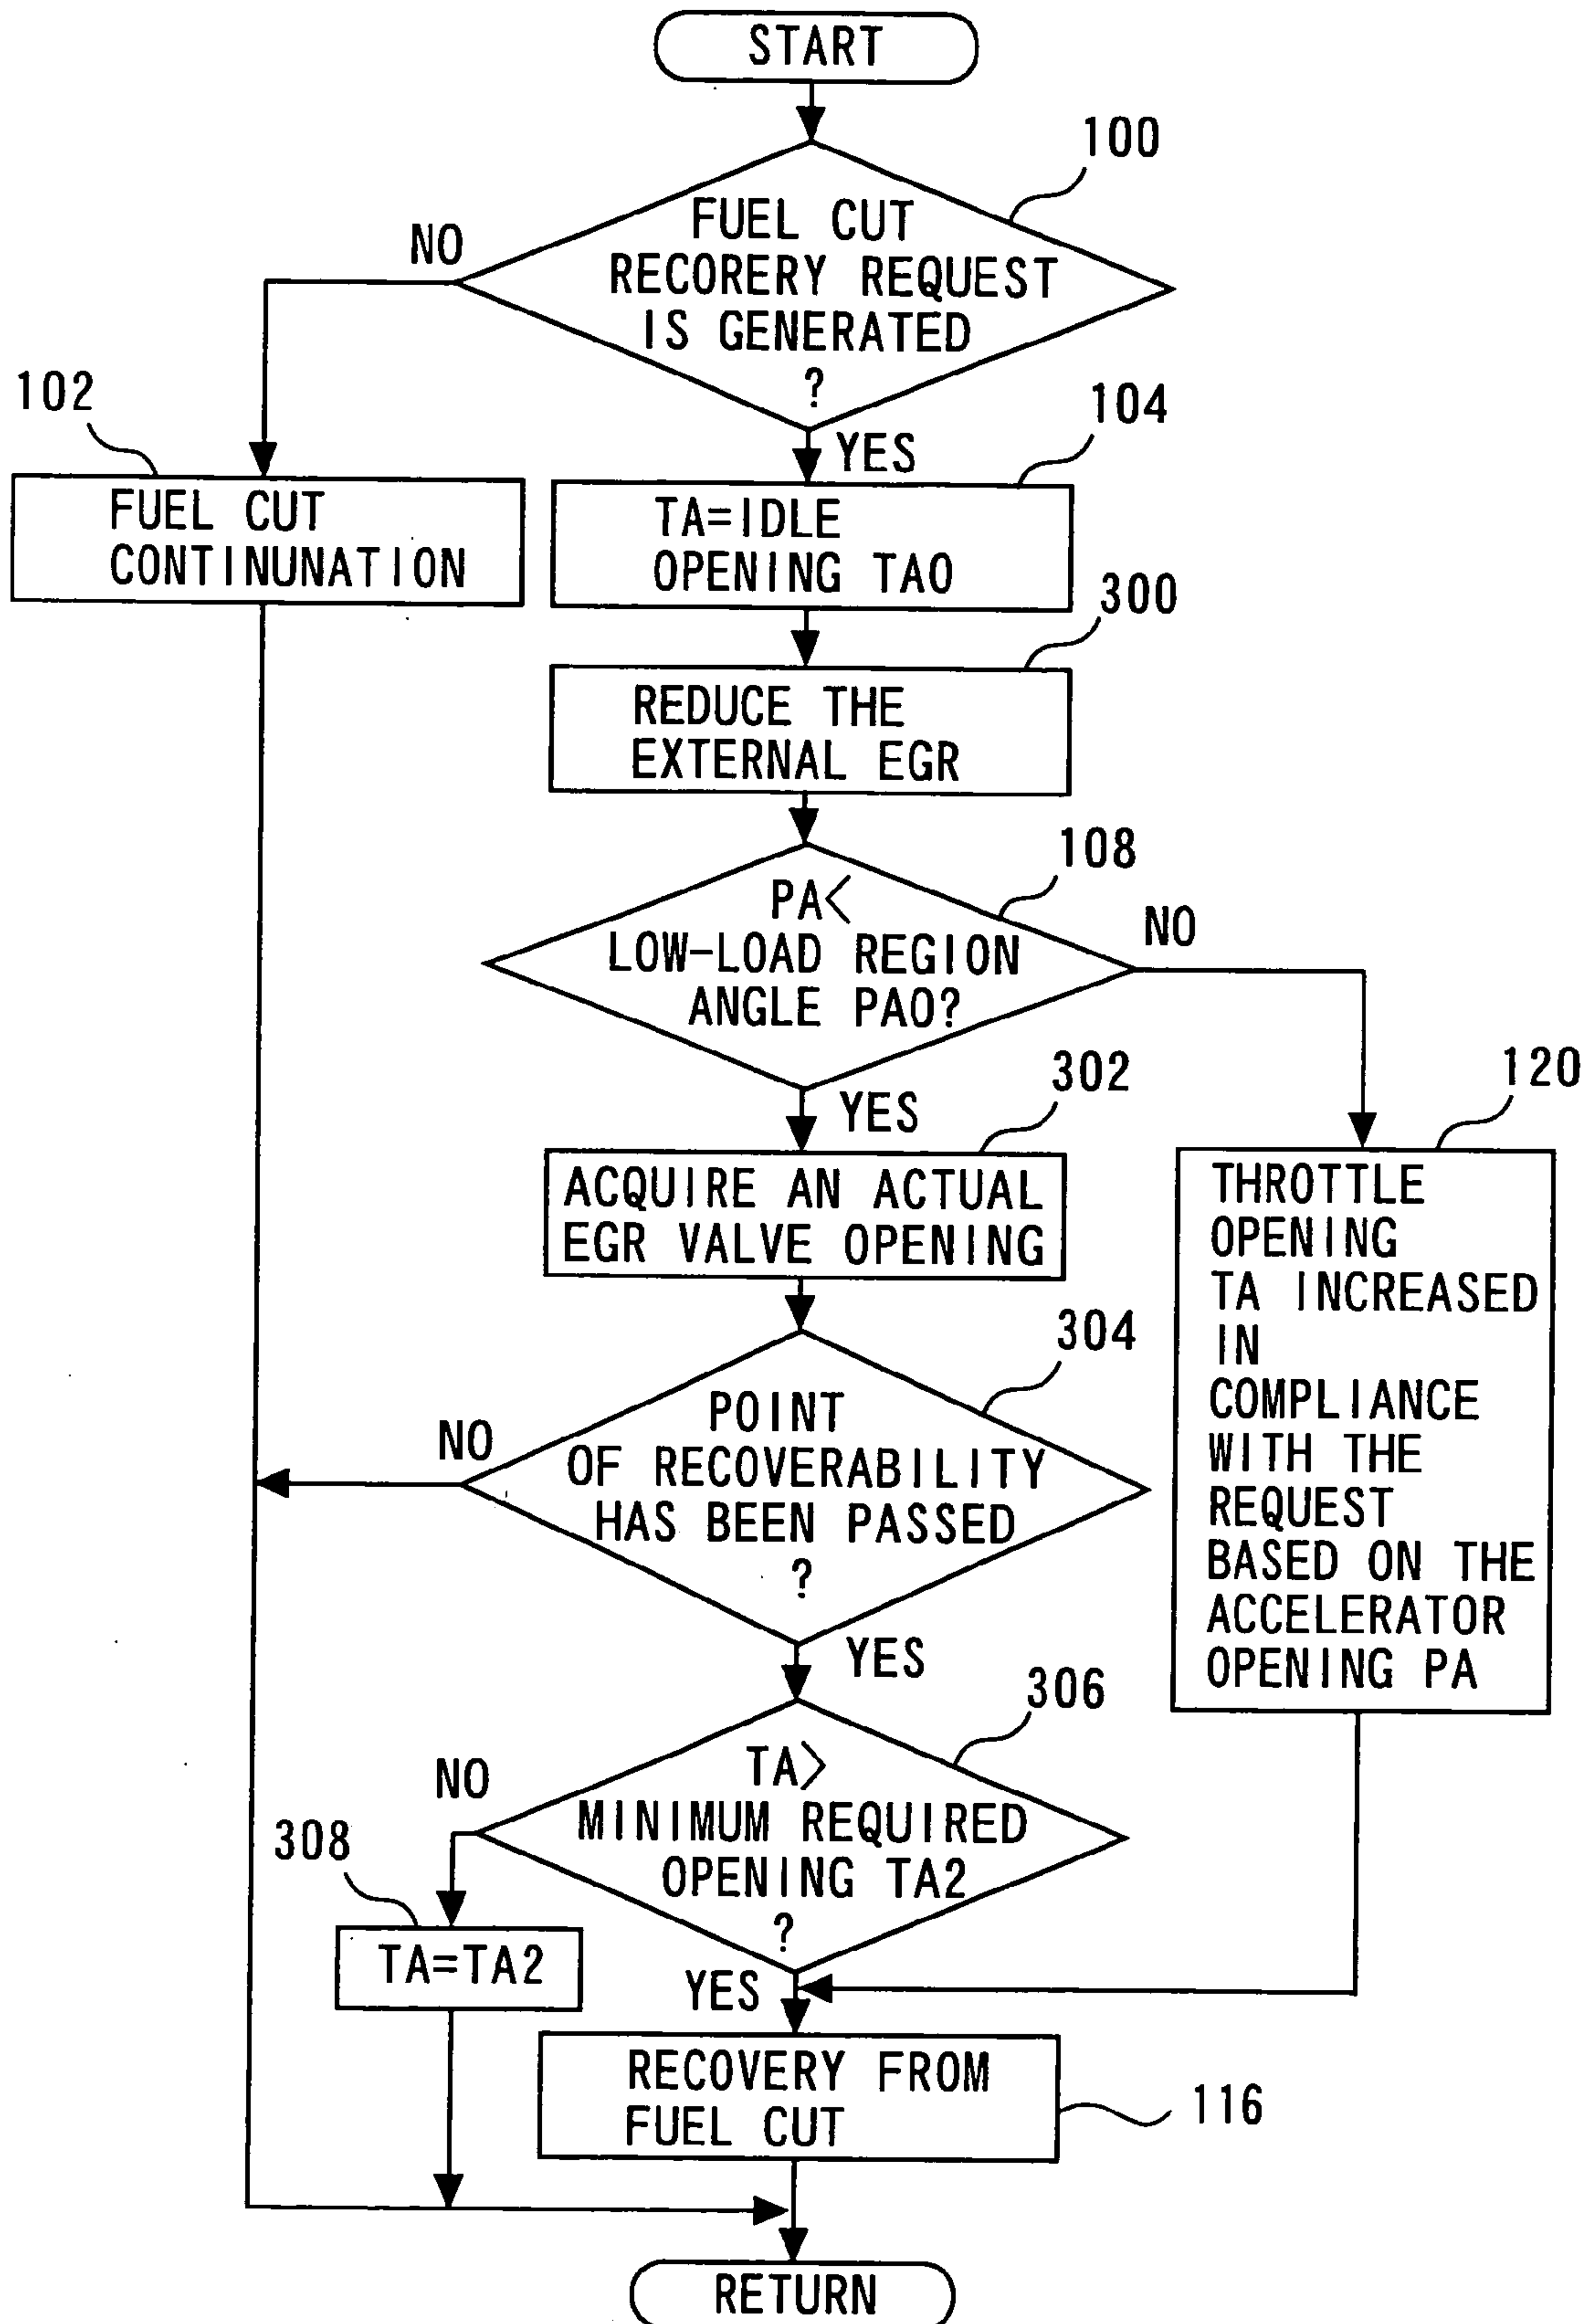 START
100
FUEL CUT
RECORERY REQUEST
IS GENERATED
?
NO
YES
102
FUEL CUT
CONTINUNATION
104
TA=IDLE
OPENING TA0
300
REDUCE THE
EXTERNAL EGR
108
PA<
LOW-LOAD REGION
ANGLE PA0?
NO
YES
302
ACQUIRE AN ACTUAL
EGR VALVE OPENING
120
THROTTLE
OPENING
TA INCREASED
IN
COMPLIANCE
WITH THE
REQUEST
BASED ON THE
ACCELERATOR
OPENING PA
304
POINT
OF RECOVERABILITY
HAS BEEN PASSED
?
NO
YES
306
TA>
MINIMUM REQUIRED
OPENING TA2
?
NO
308
TA=TA2
YES
RECOVERY FROM
FUEL CUT
116
RETURN